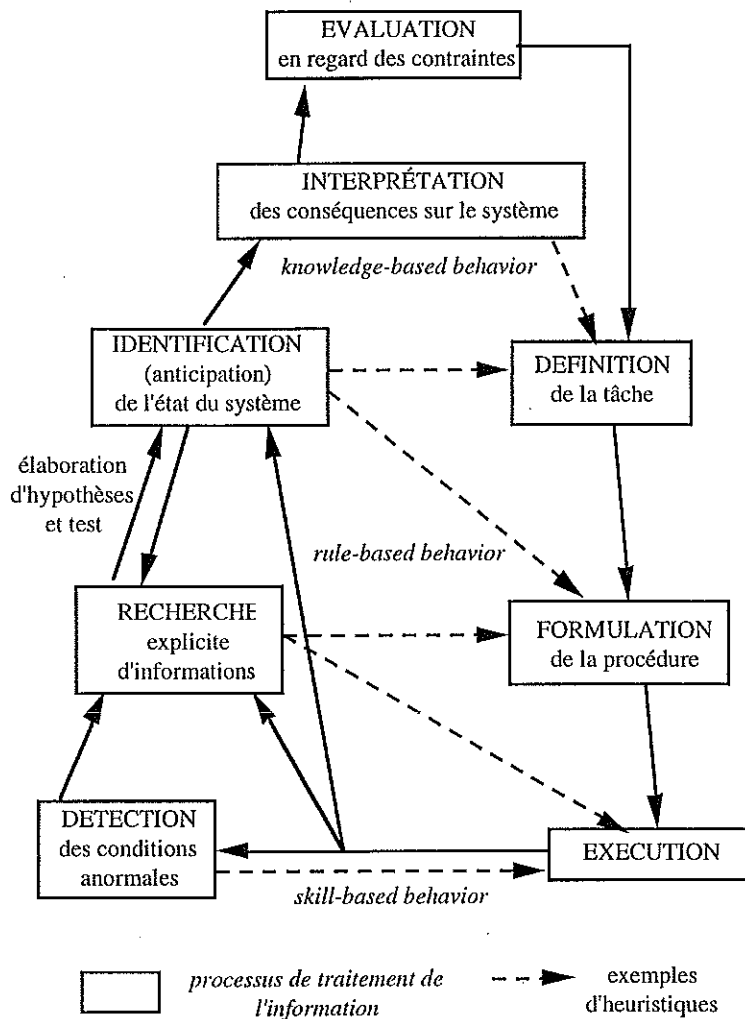 EVALUATION
en regard des contraintes
INTERPRÉTATION
des conséquences sur le système
knowledge-based behavior
IDENTIFICATION
(anticipation)
de l'état du système
DEFINITION
de la tâche
élaboration
d'hypothèses
et test
rule-based behavior
RECHERCHE
explicite
d'informations
FORMULATION
de la procédure
DETECTION
des conditions
anormales
EXECUTION
skill-based behavior
processus de traitement de
l'information
exemples
d'heuristiques